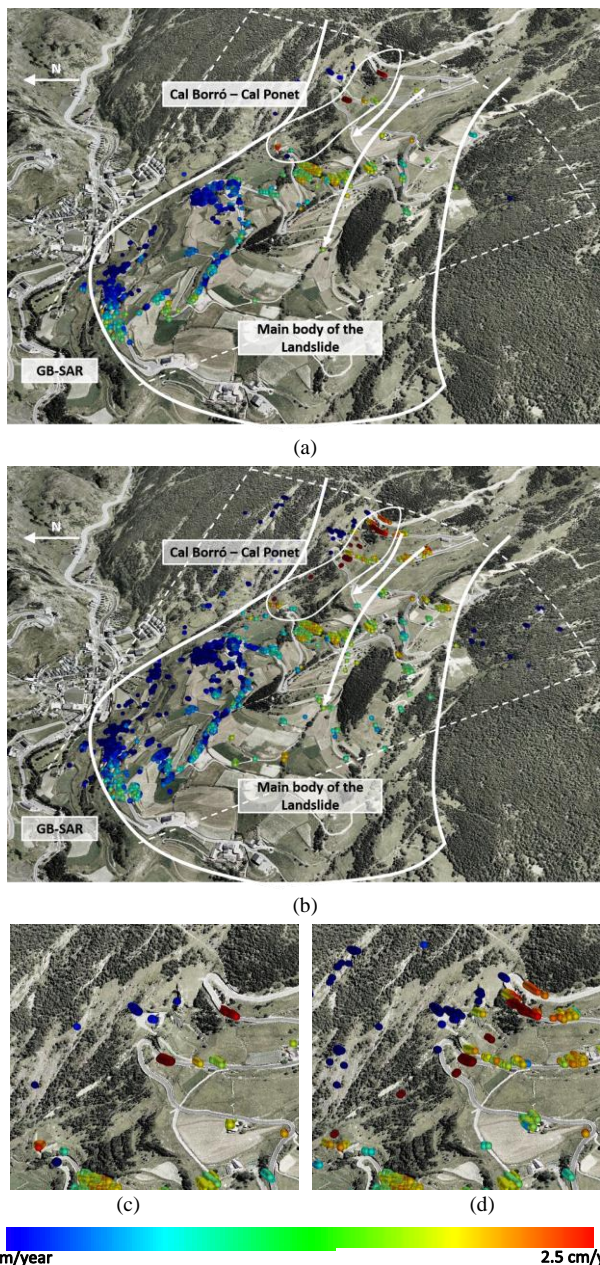 N
Cal Borró – Cal Ponet
Main body of the
Landslide
GB-SAR
(a)
N
Cal Borró – Cal Ponet
Main body of the
Landslide
GB-SAR
(b)
(c) (d)
m/year 2.5 cm/y